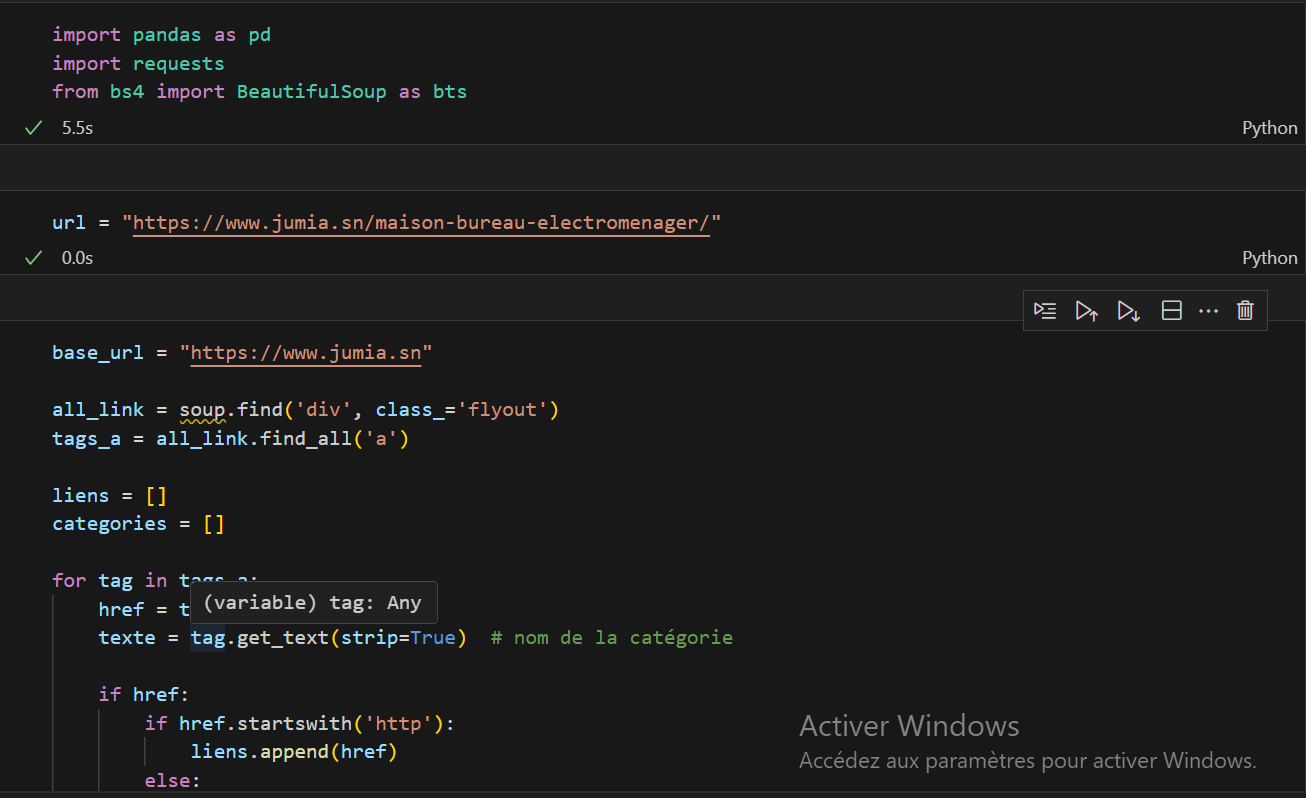 import pandas as pd
import requests
from bs4 import BeautifulSoup as bts
5.5s
Python
url = "https://www.jumia.sn/maison-bureau-electromenager/"
0.0s
Python
base_url = "https://www.jumia.sn"
all_link = soup.find('div', class_='flyout')
tags_a = all_link.find_all('a')
liens = []
categories = []
for tag in tags_a:
(variable) tag: Any
href = t
texte = tag.get_text(strip=True)  # nom de la catégorie
if href:
if href.startswith('http'):
liens.append(href)
else:
Activer Windows
Accédez aux paramètres pour activer Windows.